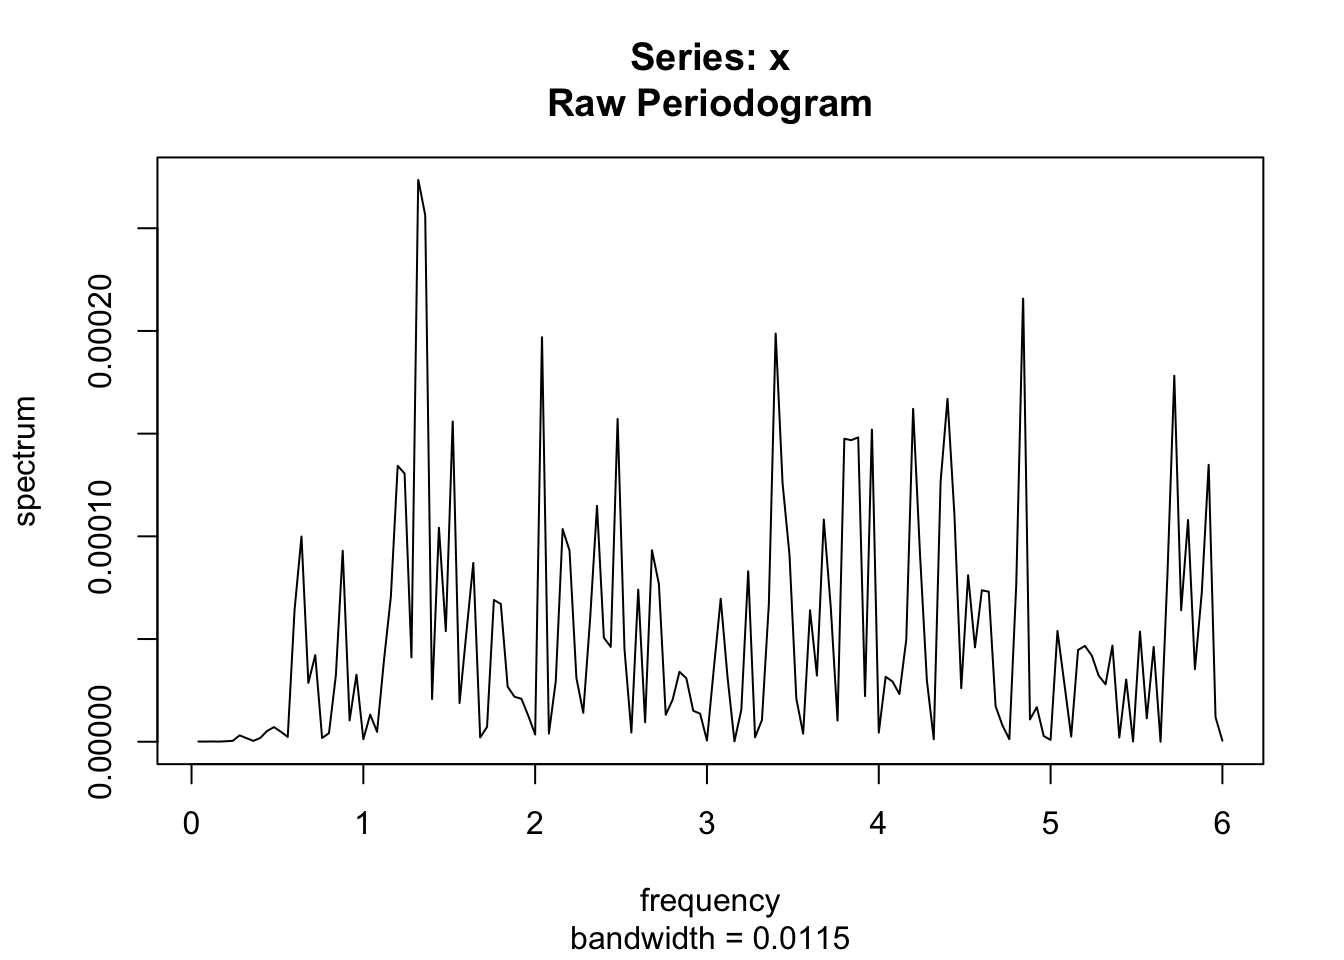 Series: x
Raw Periodogram
spectrum
0.00020
0.00010
0.00000
0 1 2 3 4 5 6
frequency
bandwidth = 0.0115